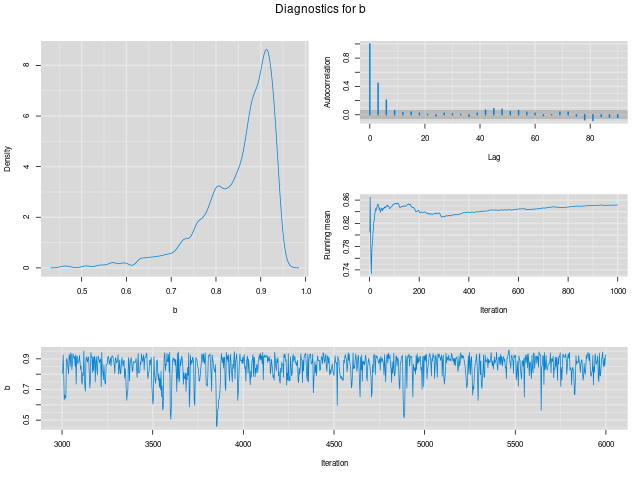 Diagnostics for b
Density
0 2 4 6 8
0.5 0.6 0.7 0.8 0.9 1.0
b
Autocorrelation
0.0 0.4 0.8
0 20 40 60 80
Lag
Running mean
0.74 0.78 0.82 0.86
0 200 400 600 800 1000
Iteration
b
0.5 0.7 0.9
3000 3500 4000 4500 5000 5500 6000
Iteration